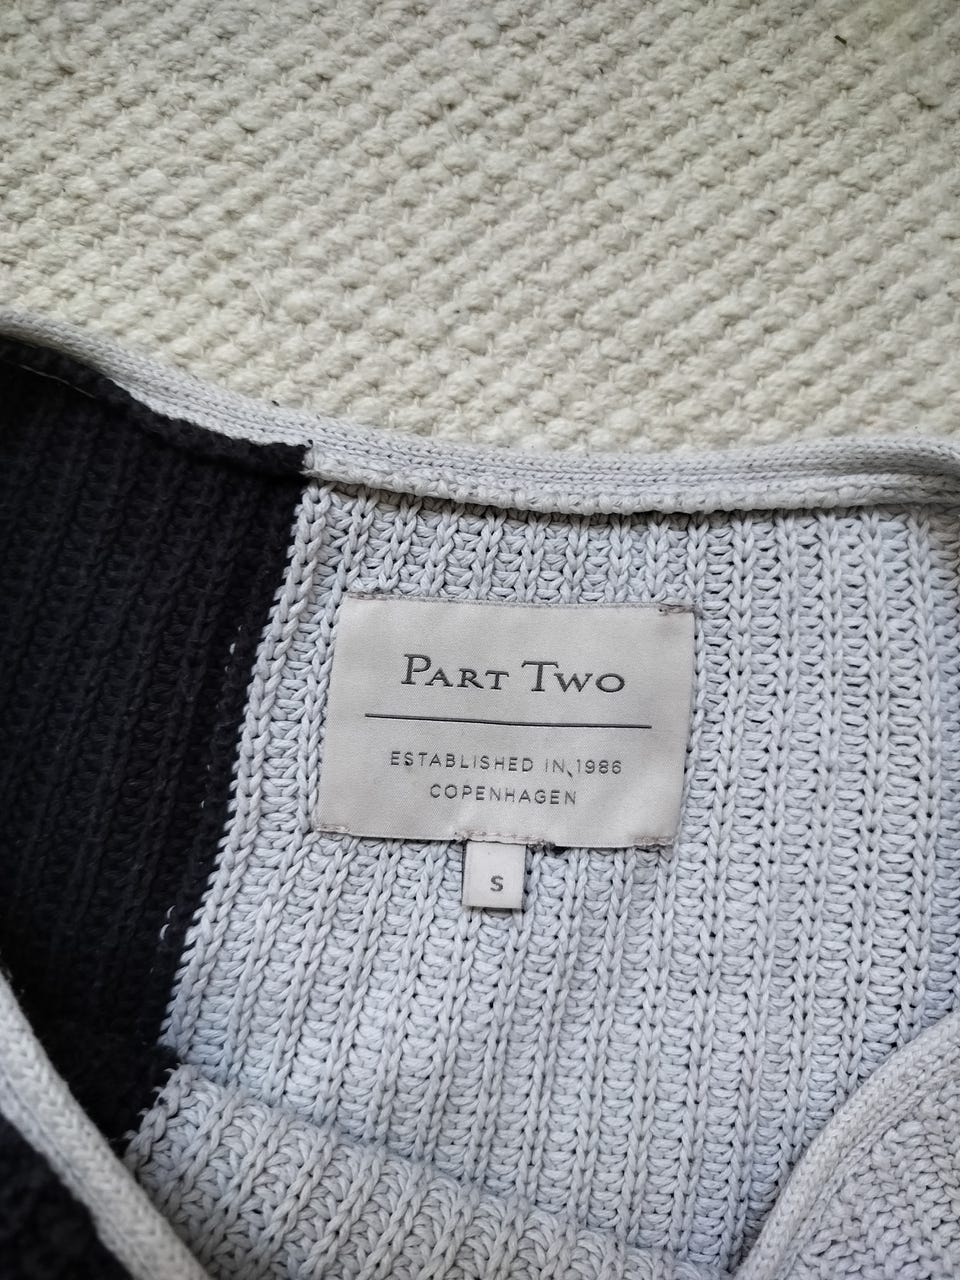 PART TWO
ESTABLISHED IN 1986
COPENHAGEN
S